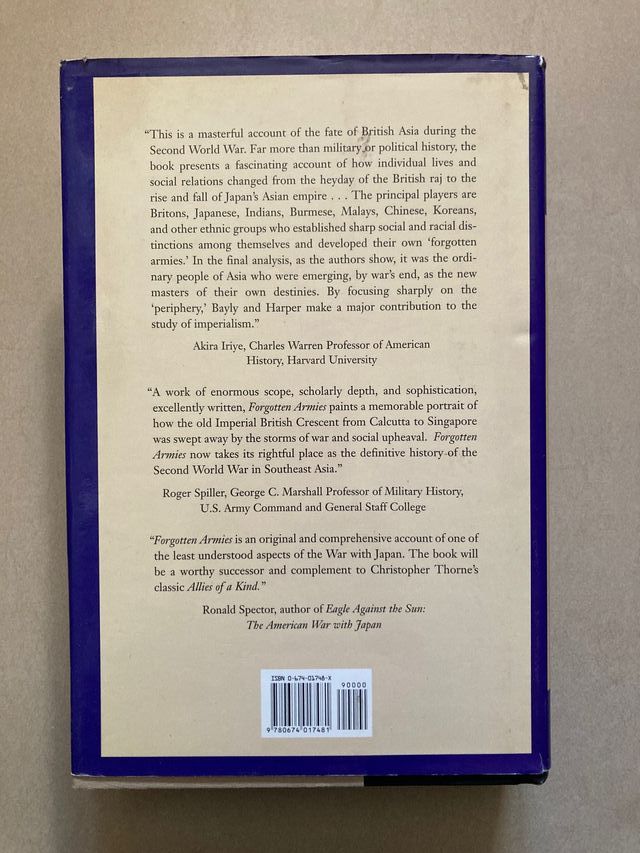 “This is a masterful account of the fate of British Asia during the
Second World War. Far more than military or political history, the
book presents a fascinating account of how individual lives and
social relations changed from the heyday of the British raj to the
rise and fall of Japan’s Asian empire . . . The principal players are
Britons, Japanese, Indians, Burmese, Malays, Chinese, Koreans,
and other ethnic groups who established sharp social and racial dis-
tinctions among themselves and developed their own ‘forgotten
armies.’ In the final analysis, as the authors show, it was the ordi-
nary people of Asia who were emerging, by war’s end, as the new
masters of their own destinies. By focusing sharply on the
‘periphery,’ Bayly and Harper make a major contribution to the
study of imperialism.”
Akira Iriye, Charles Warren Professor of American
History, Harvard University
“A work of enormous scope, scholarly depth, and sophistication,
excellently written, Forgotten Armies paints a memorable portrait of
how the old Imperial British Crescent from Calcutta to Singapore
was swept away by the storms of war and social upheaval. Forgotten
Armies now takes its rightful place as the definitive history of the
Second World War in Southeast Asia.”
Roger Spiller, George C. Marshall Professor of Military History,
U.S. Army Command and General Staff College
“Forgotten Armies is an original and comprehensive account of one of
the least understood aspects of the War with Japan. The book will
be a worthy successor and complement to Christopher Thorne’s
classic Allies of a Kind.”
Ronald Spector, author of Eagle Against the Sun:
The American War with Japan
ISBN 0-674-01748-X
90000
9 780674 017481